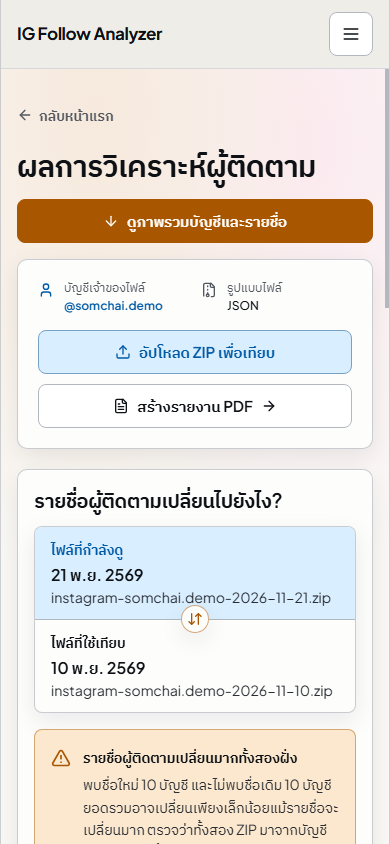 IG Follow Analyzer
กลับหน้าแรก
ผลการวิเคราะห์ผู้ติดตาม
ดูภาพรวมบัญชีและรายชื่อ
บัญชีเจ้าของไฟล์
@somchai.demo
รูปแบบไฟล์
JSON
อัปโหลด ZIP เพื่อเทียบ
สร้างรายงาน PDF
รายชื่อผู้ติดตามเปลี่ยนไปยังไง?
ไฟล์ที่กำลังดู
21 พ.ย. 2569
instagram-somchai.demo-2026-11-21.zip
ไฟล์ที่ใช้เทียบ
10 พ.ย. 2569
instagram-somchai.demo-2026-11-10.zip
รายชื่อผู้ติดตามเปลี่ยนมากทั้งสองฝั่ง
พบชื่อใหม่ 10 บัญชี และไม่พบชื่อเดิม 10 บัญชี
ยอดรวมอาจเปลี่ยนเพียงเล็กน้อยแม้รายชื่อจะ
เปลี่ยนมาก ตรวจว่าทั้งสอง ZIP มาจากบัญชี